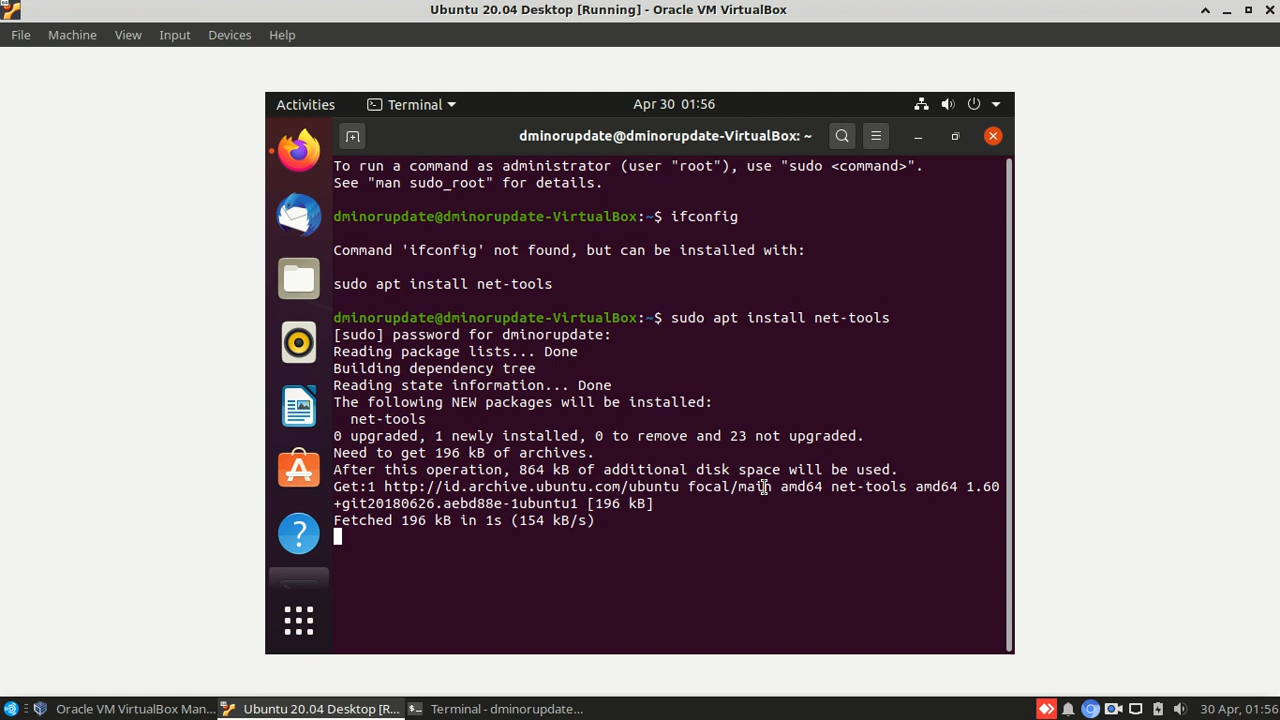 Ubuntu 20.04 Desktop [Running] - Oracle VM VirtualBox
File Machine View Input Devices Help
Activities Terminal Apr 30 01:56
dminorupdate@dminorupdate-VirtualBox: ~
To run a command as administrator (user "root"), use "sudo <command>".
See "man sudo_root" for details.
dminorupdate@dminorupdate-VirtualBox:~$ ifconfig
Command 'ifconfig' not found, but can be installed with:
sudo apt install net-tools
dminorupdate@dminorupdate-VirtualBox:~$ sudo apt install net-tools
[sudo] password for dminorupdate:
Reading package lists... Done
Building dependency tree
Reading state information... Done
The following NEW packages will be installed:
net-tools
0 upgraded, 1 newly installed, 0 to remove and 23 not upgraded.
Need to get 196 kB of archives.
After this operation, 864 kB of additional disk space will be used.
Get:1 http://id.archive.ubuntu.com/ubuntu focal/main amd64 net-tools amd64 1.60
+git20180626.aebd88e-1ubuntu1 [196 kB]
Fetched 196 kB in 1s (154 kB/s)
Oracle VM VirtualBox Man... Ubuntu 20.04 Desktop [R... Terminal - dminorupdate... 30 Apr, 01:56